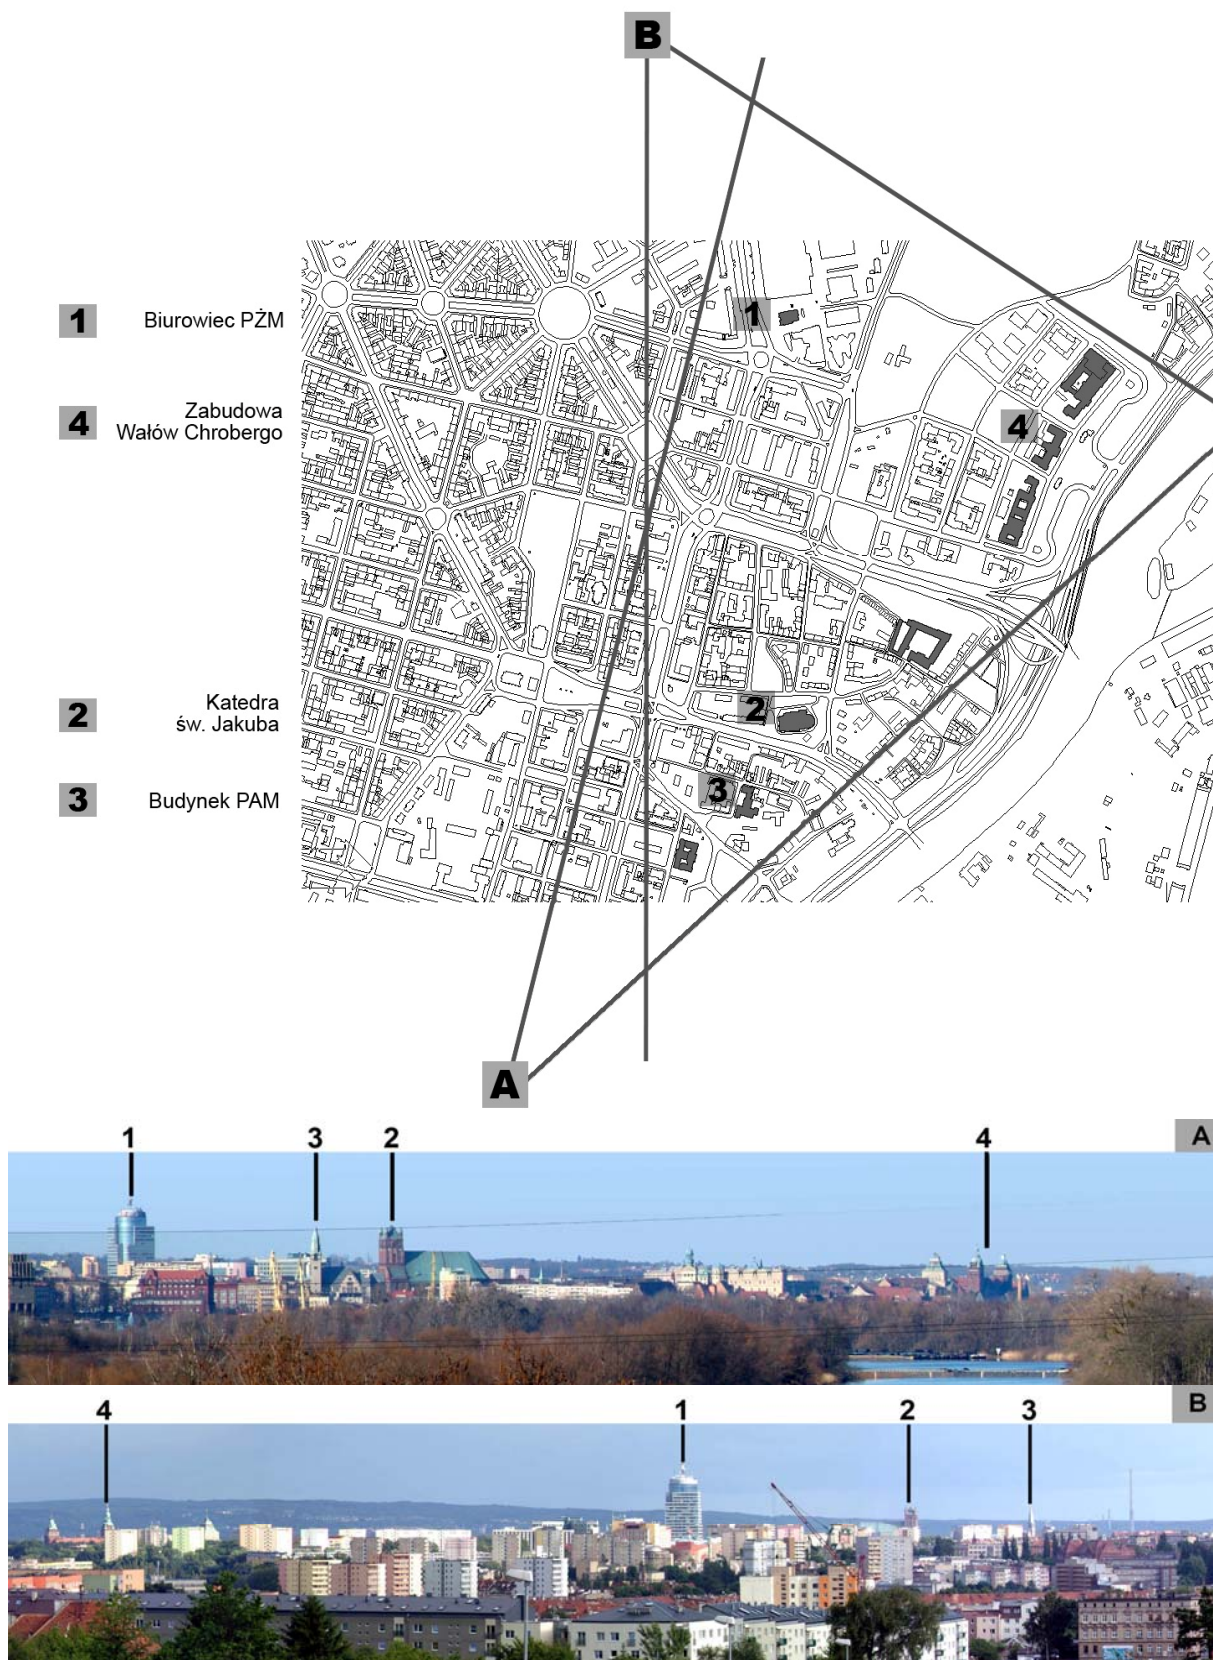 B
1
1 Biurowiec PŻM
4 Zabudowa
Wałów Chrobergo
4
2 Katedra
św. Jakuba
2
3 Budynek PAM
3
A
1 3 2 4 A
4 1 2 3 B